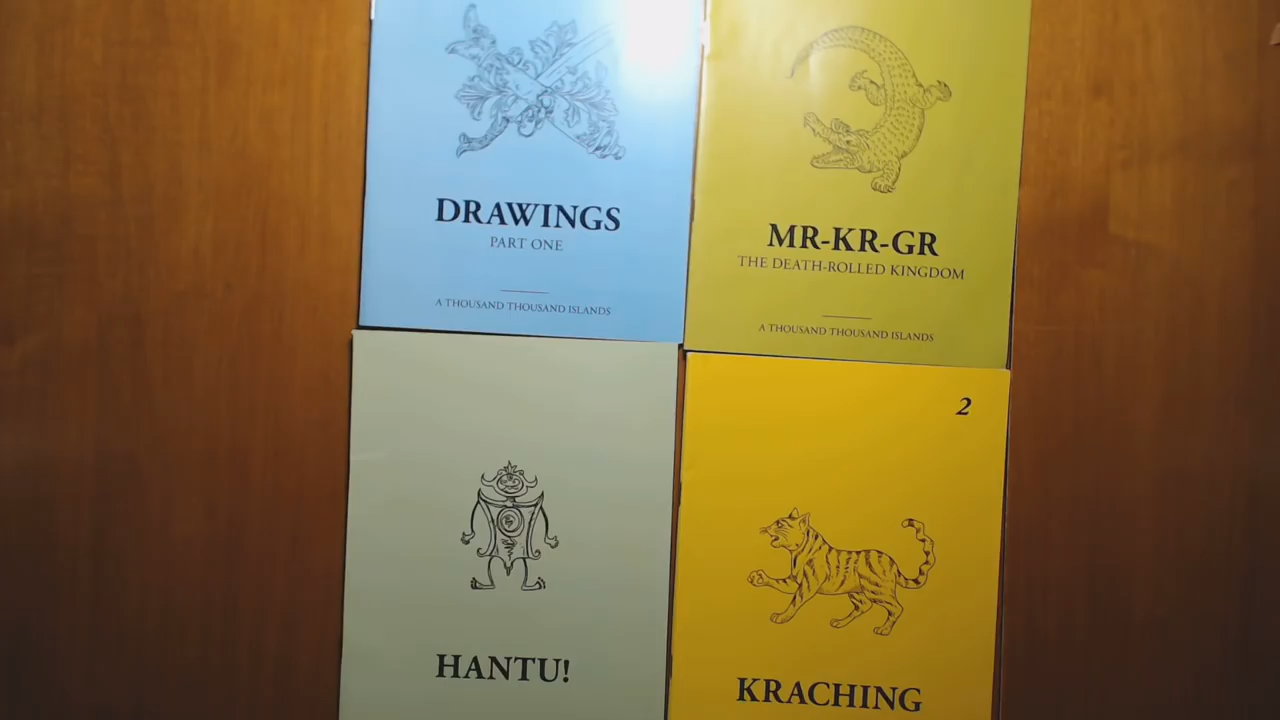 DRAWINGS
PART ONE
A THOUSAND THOUSAND ISLANDS
MR-KR-GR
THE DEATH-ROLLED KINGDOM
A THOUSAND THOUSAND ISLANDS
HANTU!
2
KRACHING